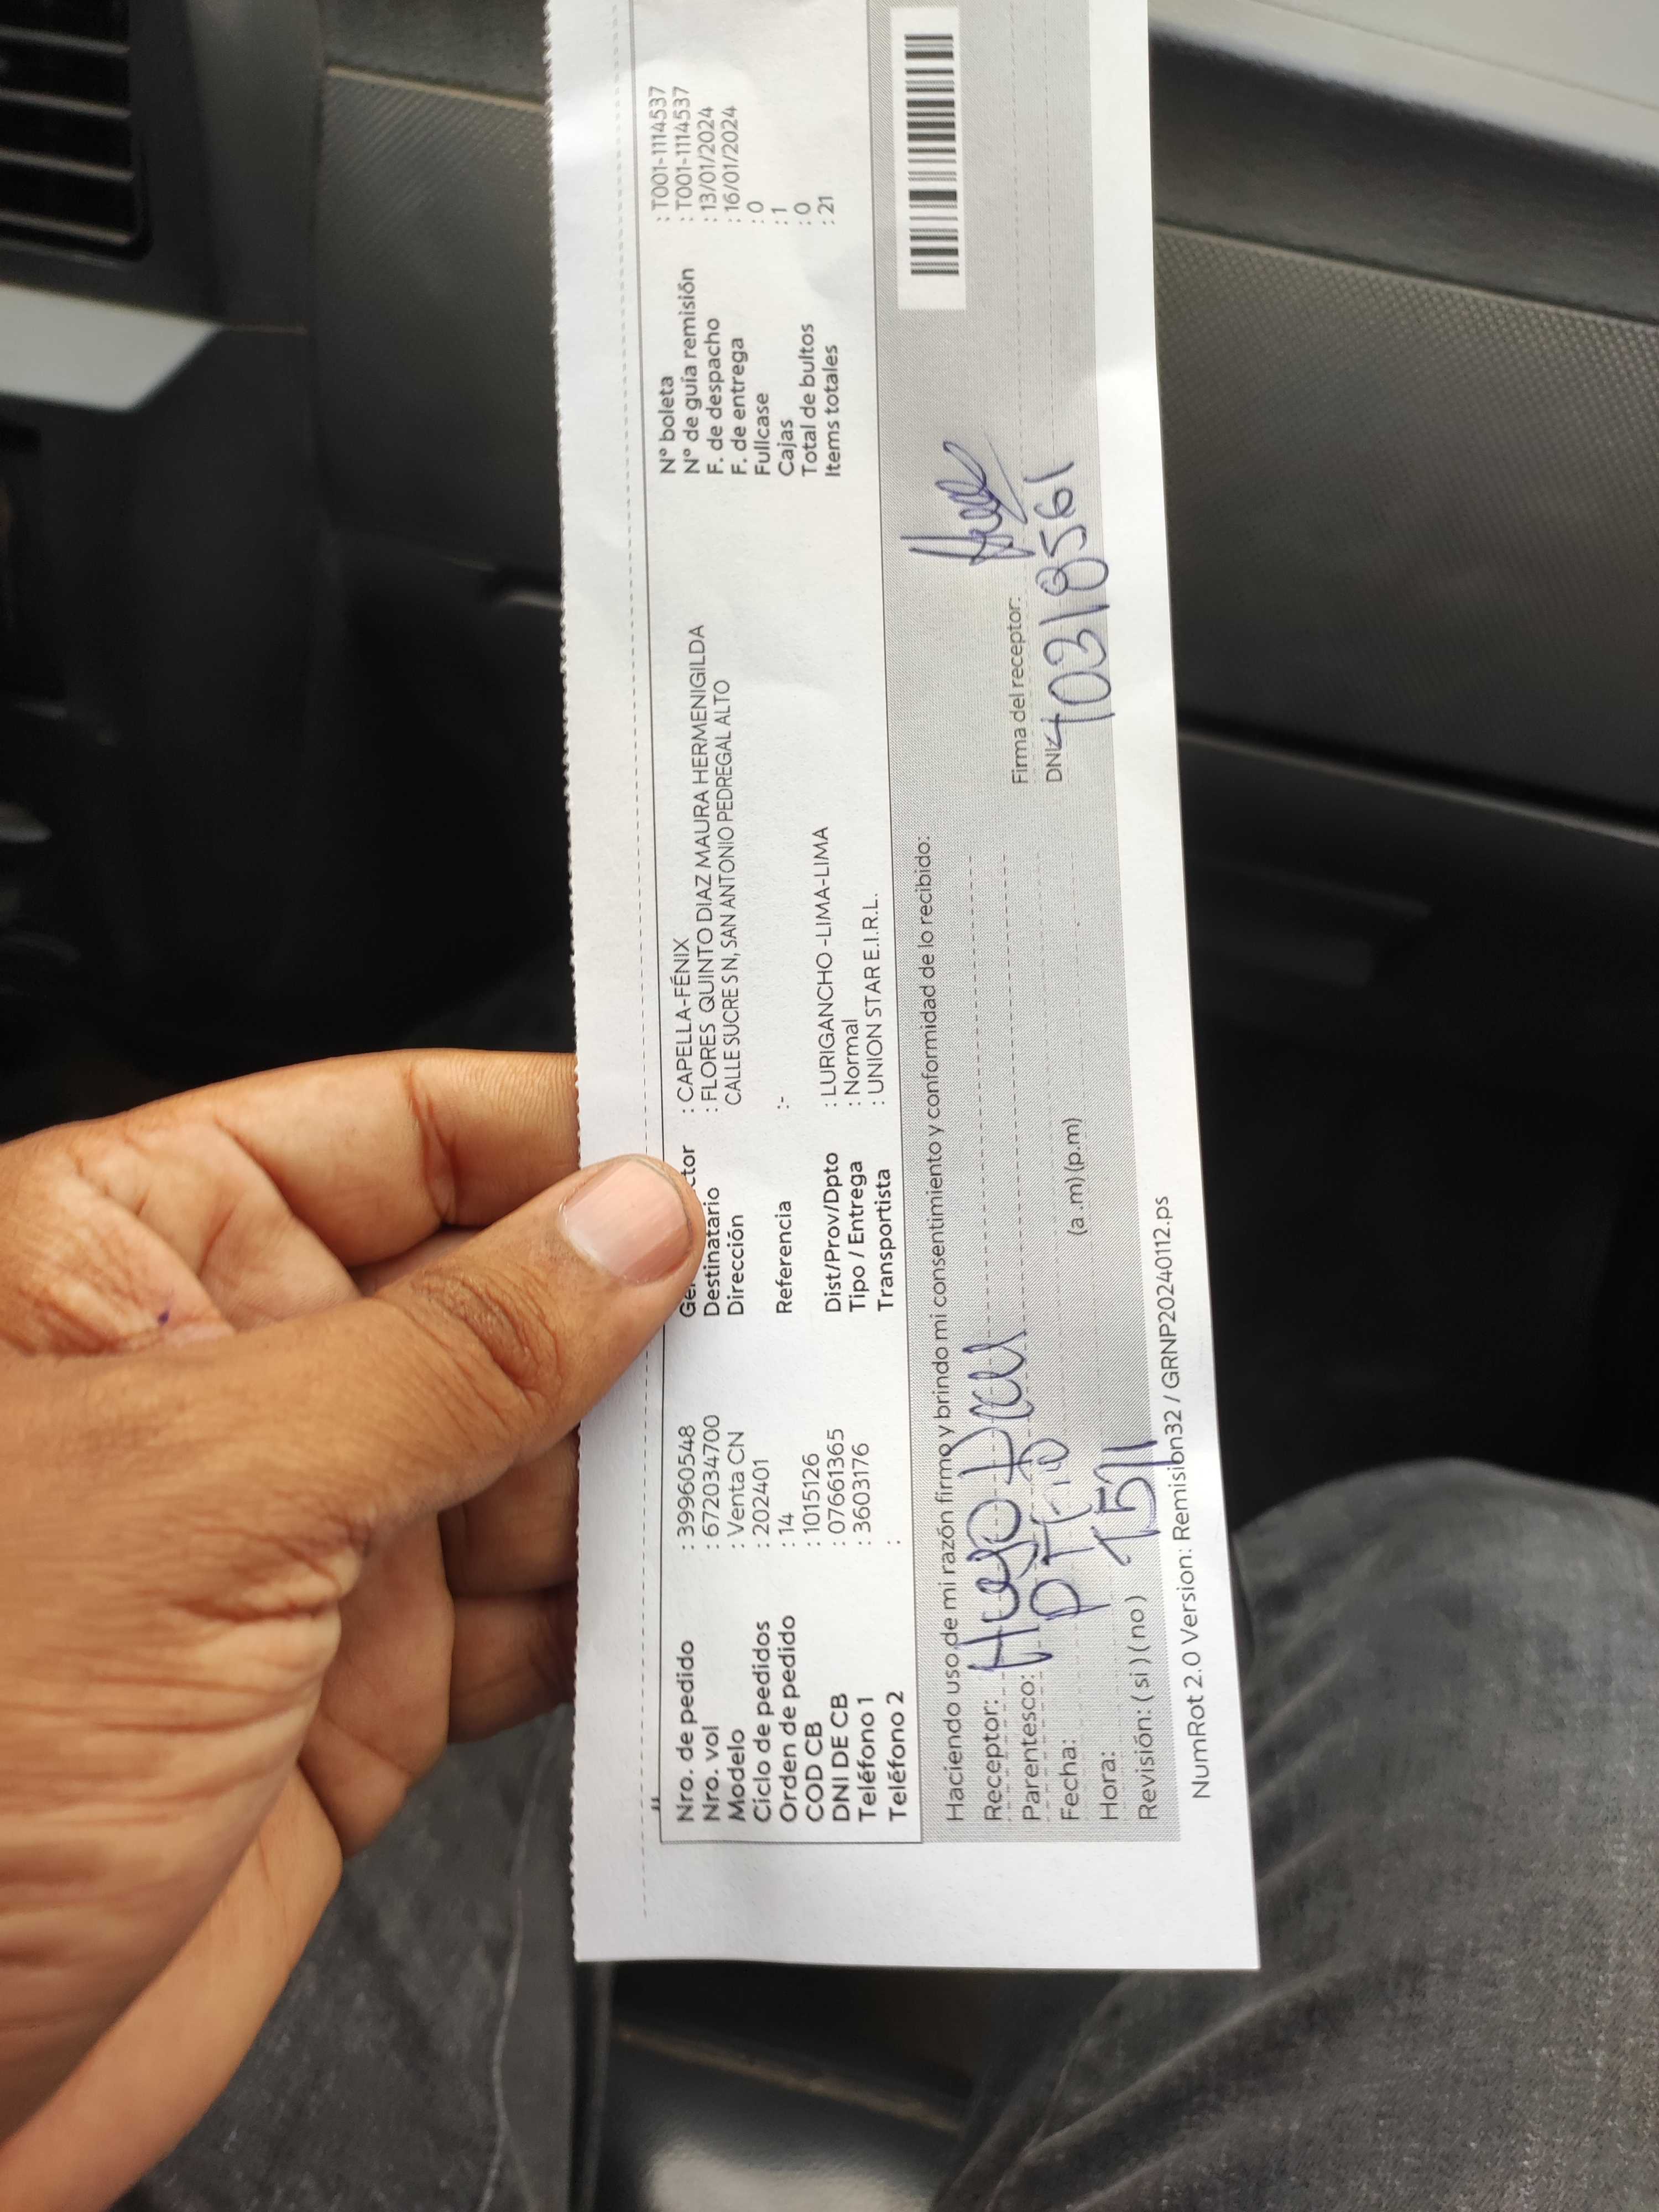 Nro. de pedido : 39960548
Nro. vol : 672034700
Modelo : Venta CN
Ciclo de pedidos : 202401
Orden de pedido : 14
COD CB : 1015126
DNI DE CB : 07661365
Teléfono 1 : 3603176
Teléfono 2 :
Ge ctor : CAPELLA-FÉNIX
Destinatario : FLORES QUINTO DIAZ MAURA HERMENIGILDA
Dirección CALLE SUCRE S N, SAN ANTONIO PEDREGAL ALTO
Referencia :-
Dist/Prov/Dpto : LURIGANCHO -LIMA-LIMA
Tipo / Entrega : Normal
Transportista : UNION STAR E.I.R.L.
N° boleta : T001-1114537
N° de guía remisión : T001-1114537
F. de despacho : 13/01/2024
F. de entrega : 16/01/2024
Fullcase : 0
Cajas : 1
Total de bultos : 0
Items totales : 21
Haciendo uso de mi razón firmo y brindo mi consentimiento y conformidad de lo recibido:
Receptor: Hugo
Parentesco:
Fecha:
Hora: (a.m) (p.m)
Revisión: ( si ) ( no )
Firma del receptor:
DNI: 40318561
NumRot 2.0 Version: Remision32 / GRNP20240112.ps